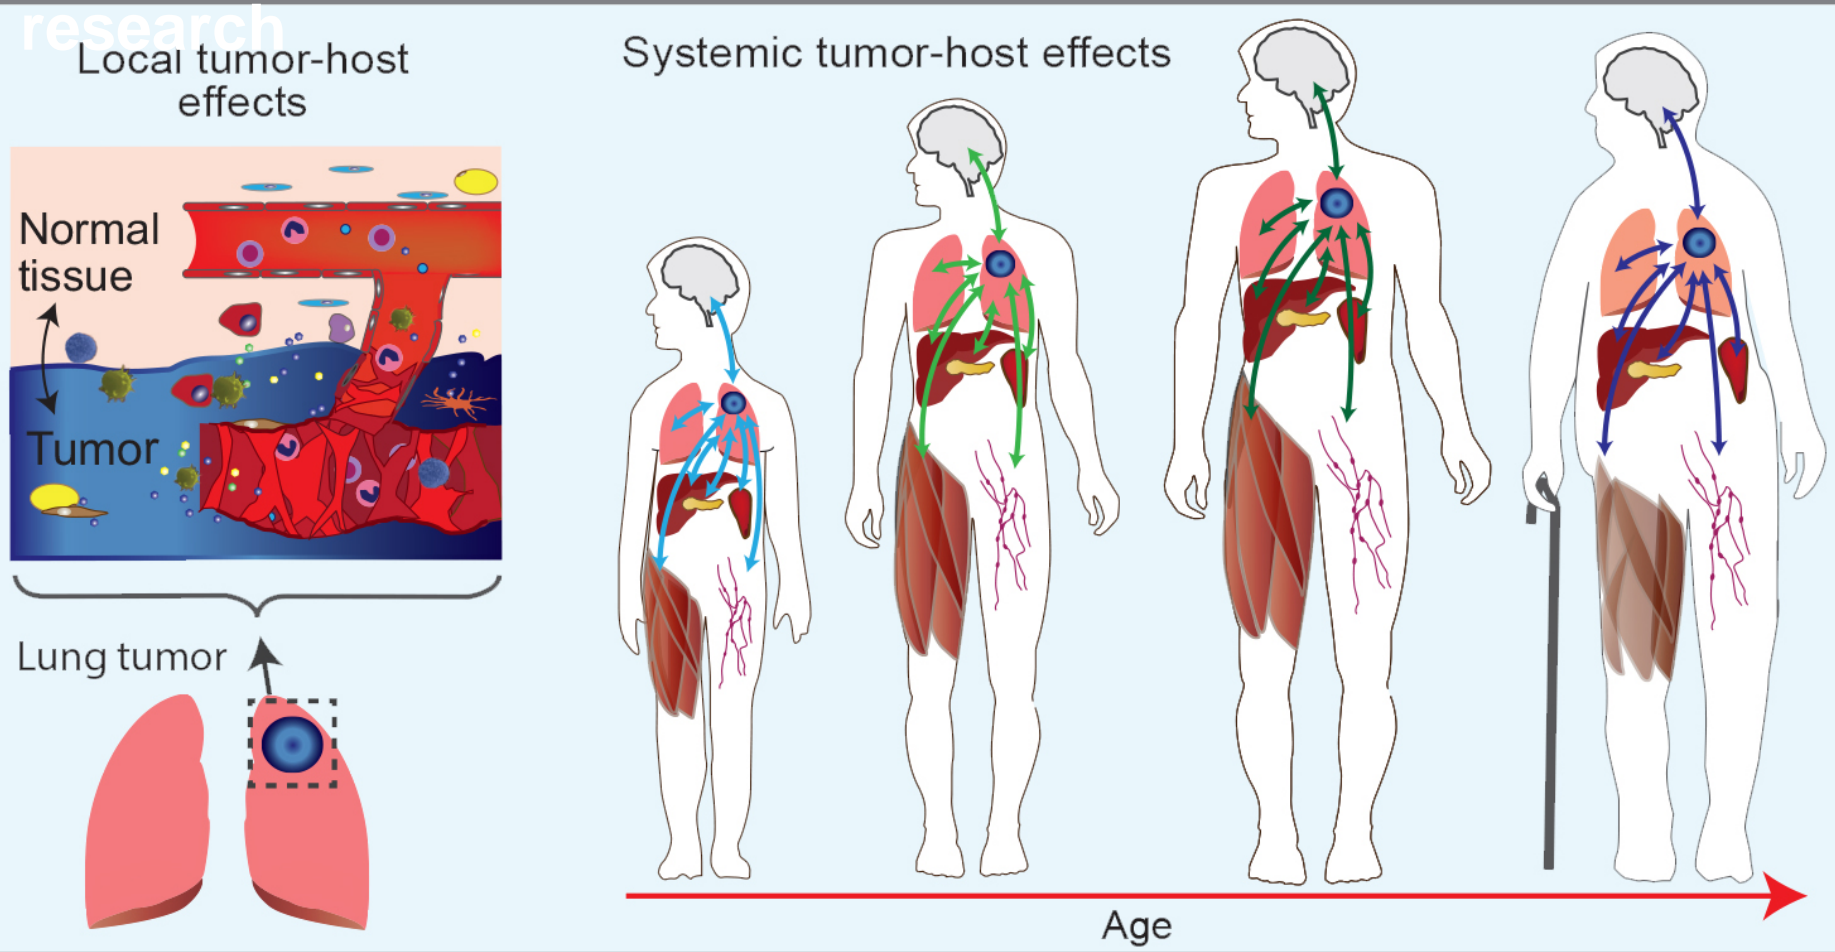 research
Local tumor-host
effects
Systemic tumor-host effects
Normal
tissue
Tumor
Lung tumor
Age